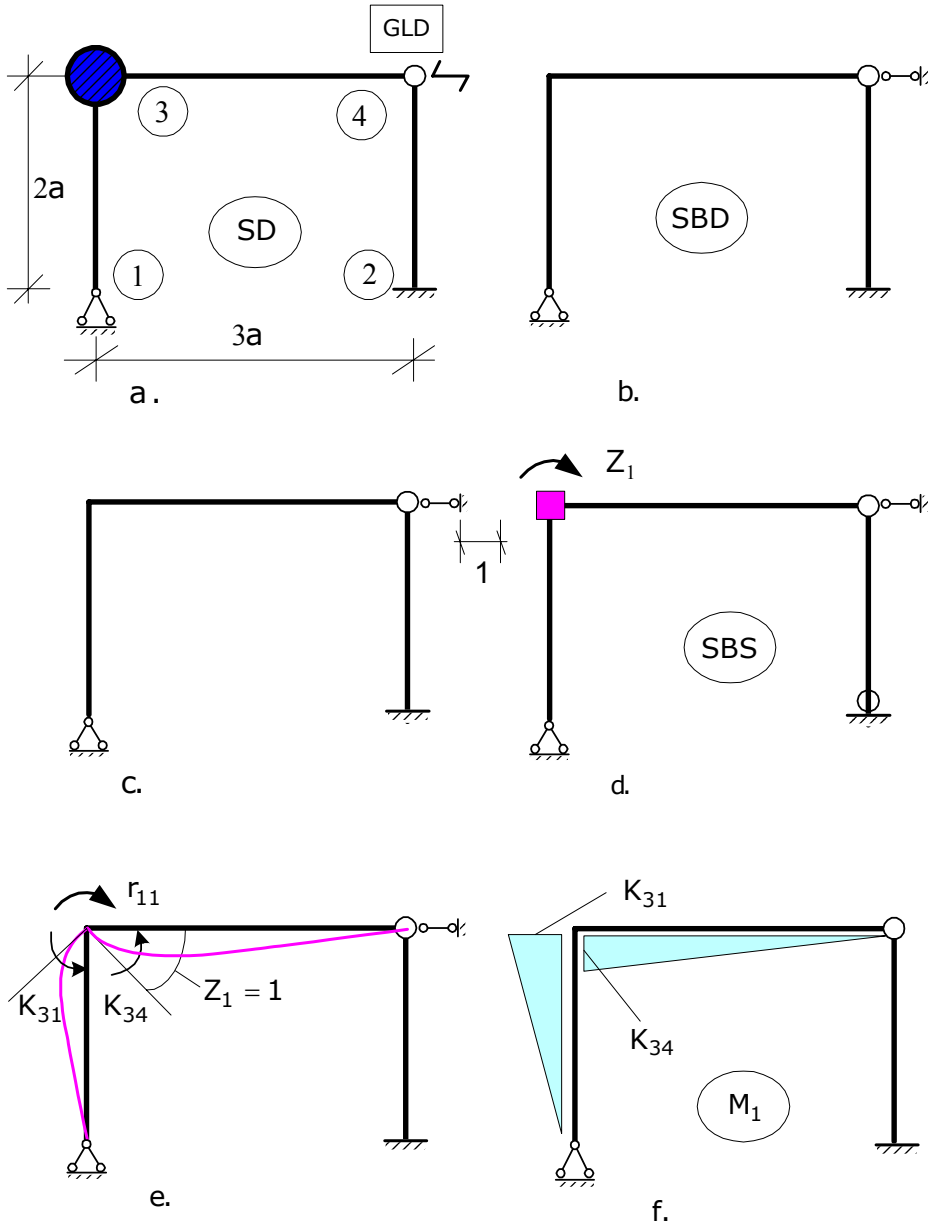 GLD
3
4
2a
SD
1
2
3a
a.
SBD
b.
1
c.
Z1
SBS
d.
r11
K31
K34
Z1 = 1
e.
K31
K34
M1
f.